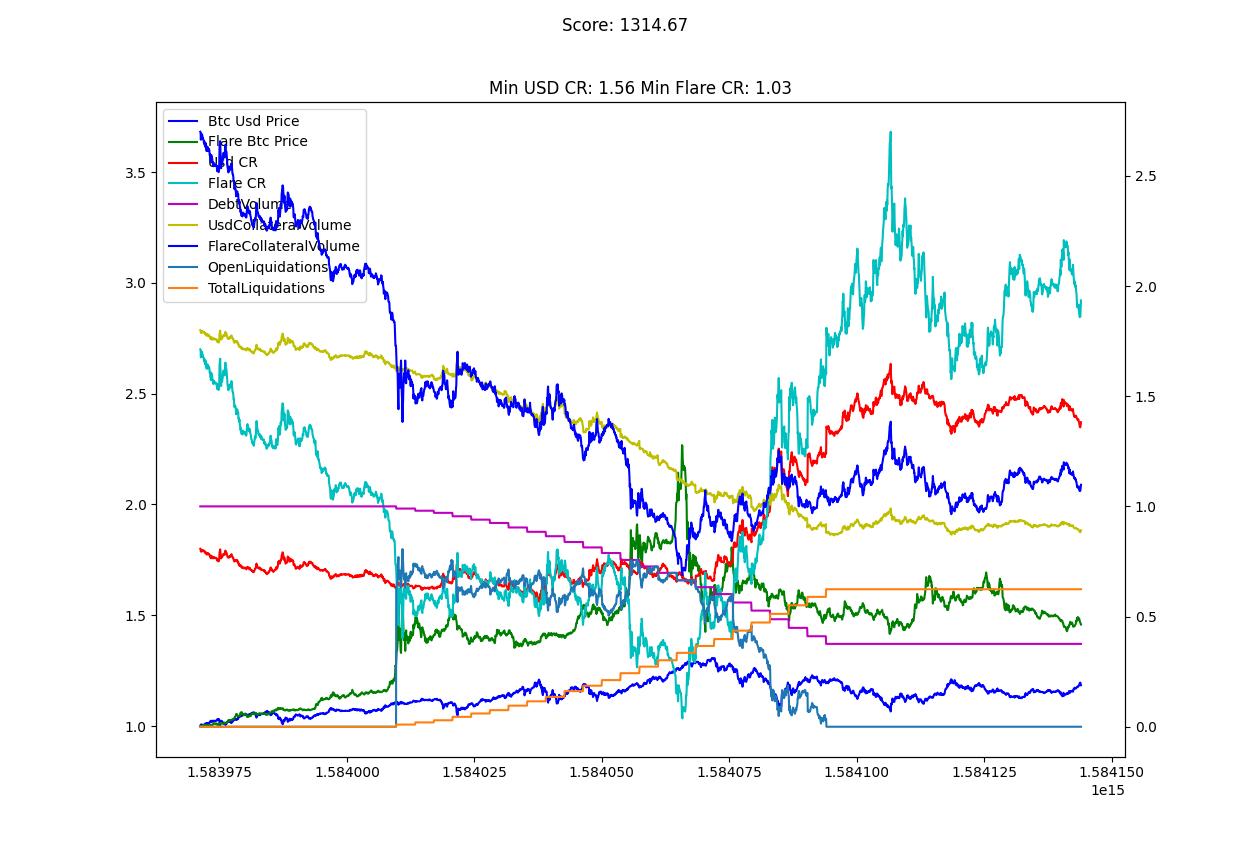 Score: 1314.67
Min USD CR: 1.56 Min Flare CR: 1.03
Btc Usd Price
Flare Btc Price
Usd CR
Flare CR
DebtVolume
UsdCollateralVolume
FlareCollateralVolume
OpenLiquidations
TotalLiquidations
3.5
3.0
2.5
2.0
1.5
1.0
2.5
2.0
1.5
1.0
0.5
0.0
1.583975 1.584000 1.584025 1.584050 1.584075 1.584100 1.584125 1.584150
1e15